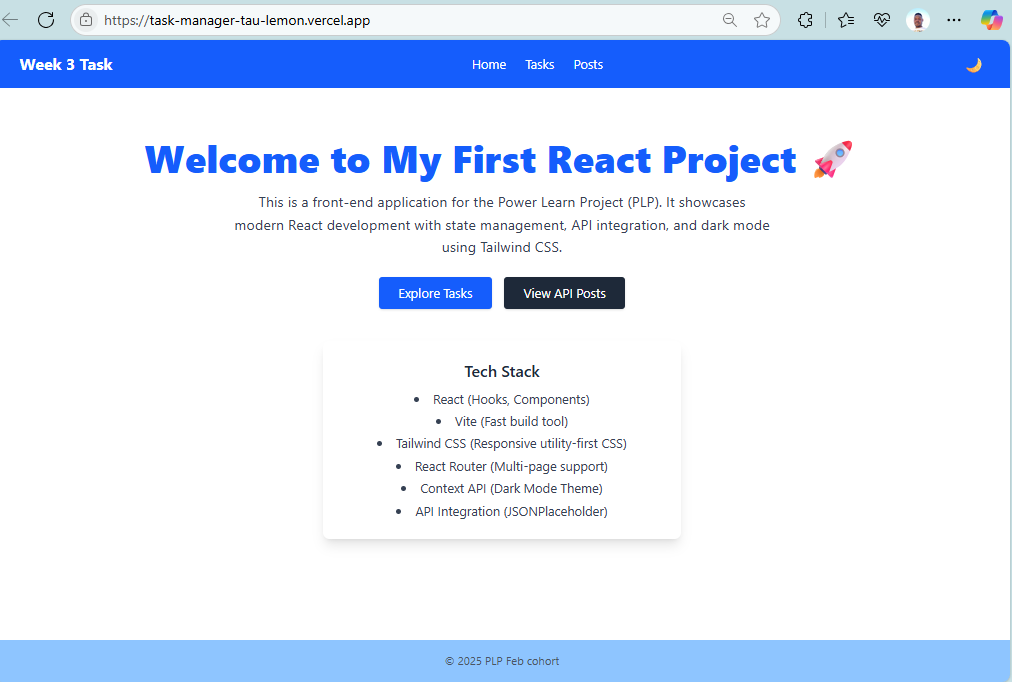 https://task-manager-tau-lemon.vercel.app
Week 3 Task
Home Tasks Posts
Welcome to My First React Project 🚀
This is a front-end application for the Power Learn Project (PLP). It showcases
modern React development with state management, API integration, and dark mode
using Tailwind CSS.
Explore Tasks View API Posts
Tech Stack
• React (Hooks, Components)
• Vite (Fast build tool)
• Tailwind CSS (Responsive utility-first CSS)
• React Router (Multi-page support)
• Context API (Dark Mode Theme)
• API Integration (JSONPlaceholder)
© 2025 PLP Feb cohort